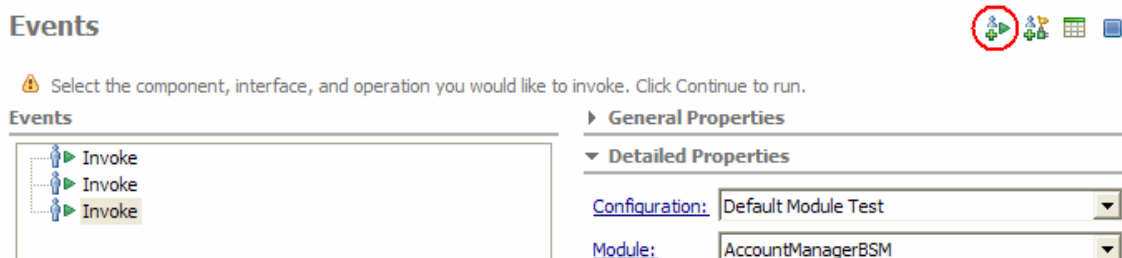 Events
Select the component, interface, and operation you would like to invoke. Click Continue to run.
Events
Invoke
Invoke
Invoke
General Properties
Detailed Properties
Configuration: Default Module Test
Module: AccountManagerBSM